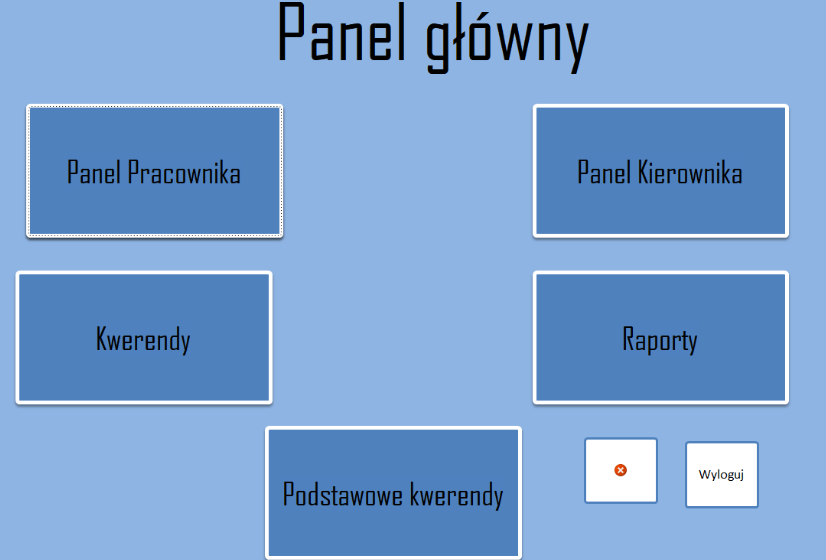 Panel główny
Panel Pracownika
Panel Kierownika
Kwerendy
Raporty
Podstawowe kwerendy
Wyloguj